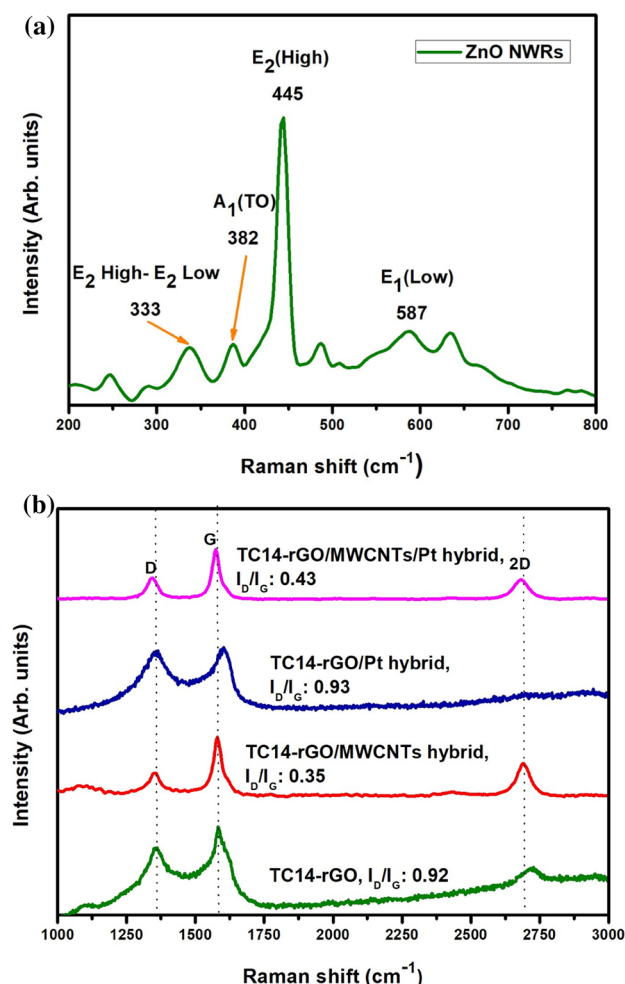 (a)
ZnO NWRs
E2(High)
445
A1(TO)
382
E2 High- E2 Low
333
E1(Low)
587
Intensity (Arb. units)
200 300 400 500 600 700 800
Raman shift (cm-1)
(b)
D
G
2D
TC14-rGO/MWCNTs/Pt hybrid,
ID/IG: 0.43
TC14-rGO/Pt hybrid,
ID/IG: 0.93
TC14-rGO/MWCNTs hybrid,
ID/IG: 0.35
TC14-rGO, ID/IG: 0.92
Intensity (Arb. units)
1000 1250 1500 1750 2000 2250 2500 2750 3000
Raman shift (cm-1)